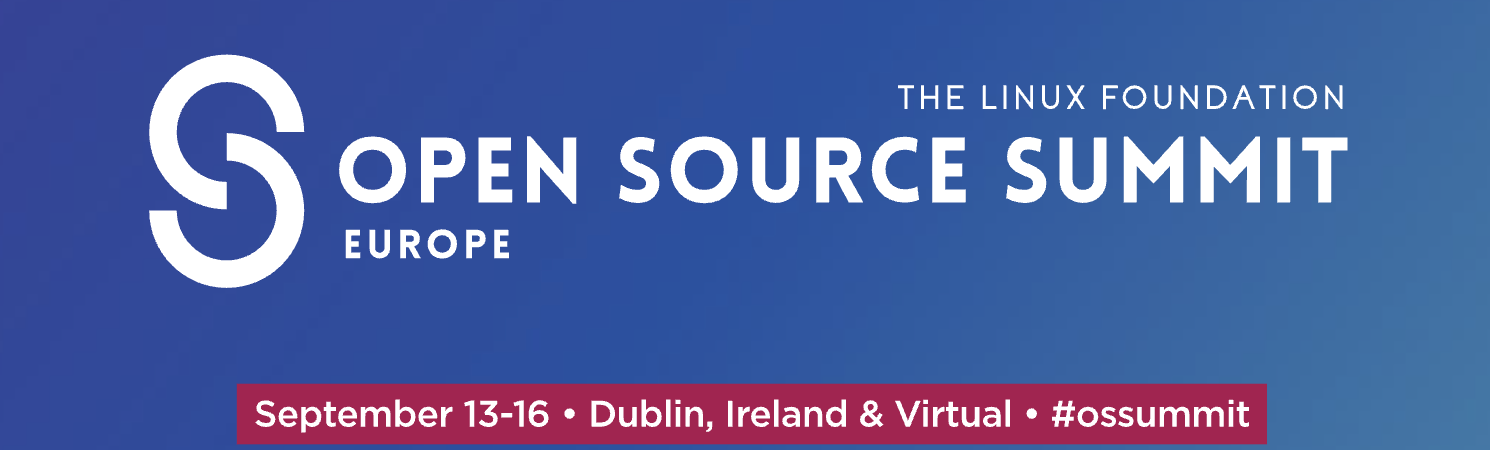 THE LINUX FOUNDATION
OPEN SOURCE SUMMIT
EUROPE
September 13-16 • Dublin, Ireland & Virtual • #ossummit